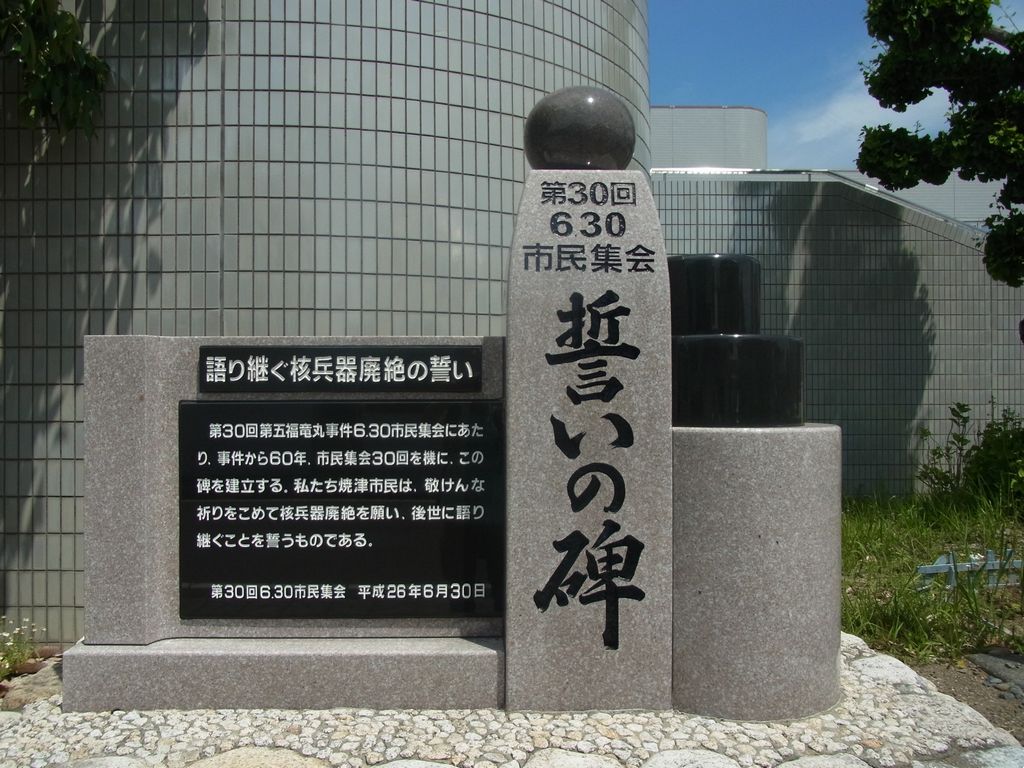 第30回
6.30
市民集会
誓いの碑
語り継ぐ核兵器廃絶の誓い
第30回第五福竜丸事件6.30市民集会にあた
り、事件から60年、市民集会30回を機に、この
碑を建立する。私たち焼津市民は、敬けんな
祈りをこめて核兵器廃絶を願い、後世に語り
継ぐことを誓うものである。
第30回6.30市民集会 平成26年6月30日